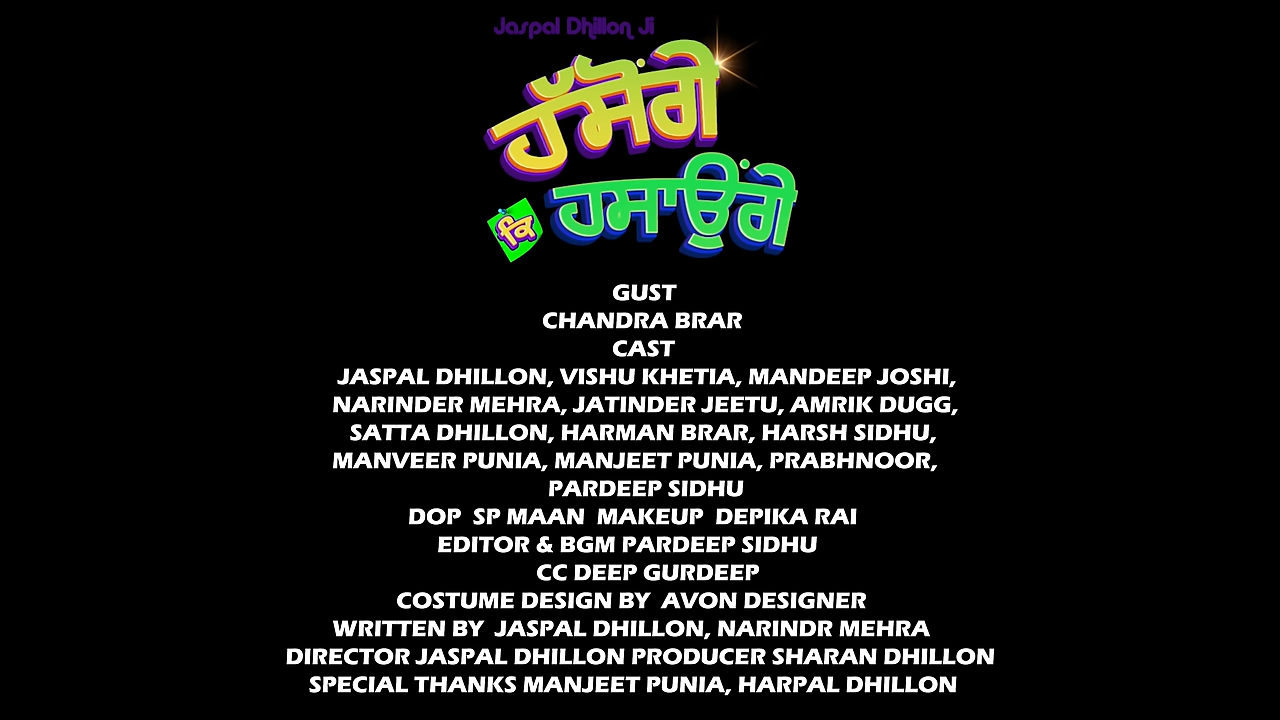 Jaspal Dhillon Ji
ਹੱਸੋਂਗੇ
ਕਿ ਹਸਾਉਂਗੇ
GUST
CHANDRA BRAR
CAST
JASPAL DHILLON, VISHU KHETIA, MANDEEP JOSHI,
NARINDER MEHRA, JATINDER JEETU, AMRIK DUGG,
SATTA DHILLON, HARMAN BRAR, HARSH SIDHU,
MANVEER PUNIA, MANJEET PUNIA, PRABHNOOR,
PARDEEP SIDHU
DOP SP MAAN MAKEUP DEPIKA RAI
EDITOR & BGM PARDEEP SIDHU
CC DEEP GURDEEP
COSTUME DESIGN BY AVON DESIGNER
WRITTEN BY JASPAL DHILLON, NARINDR MEHRA
DIRECTOR JASPAL DHILLON PRODUCER SHARAN DHILLON
SPECIAL THANKS MANJEET PUNIA, HARPAL DHILLON